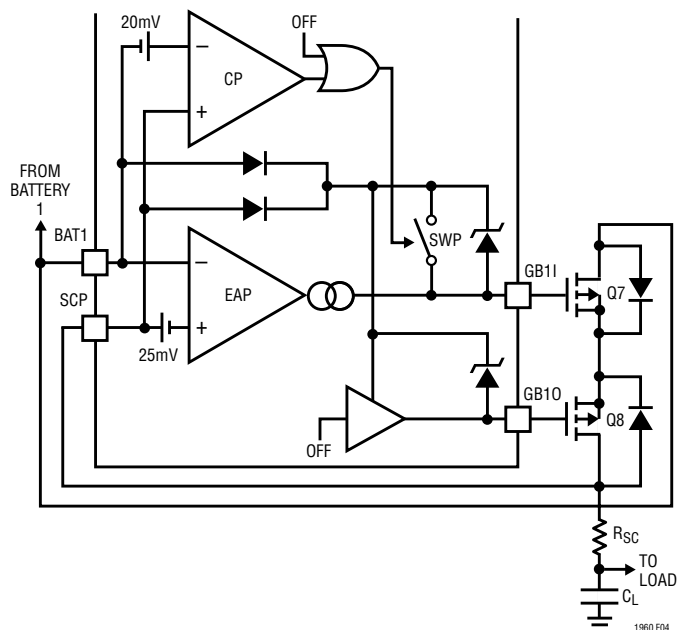 20mV
OFF
–
CP
+
FROM
BATTERY
1
BAT1
SWP
GB1I
Q7
–
SCP
EAP
+
25mV
GB1O
Q8
OFF
RSC
TO
LOAD
CL
1960 F04